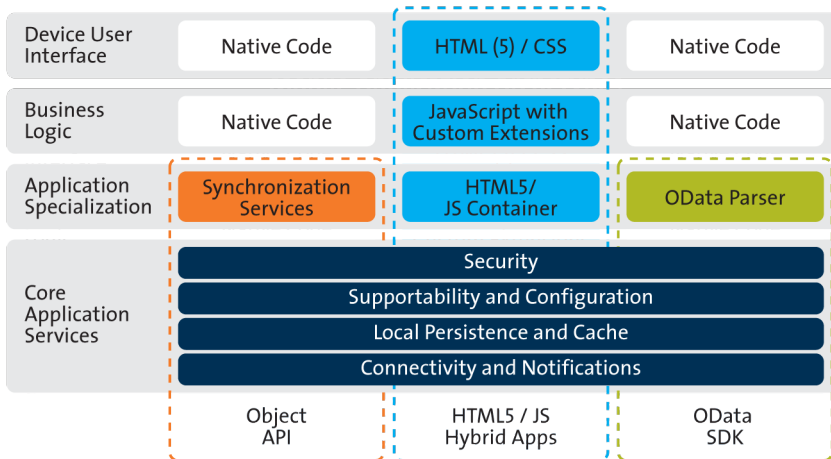 Device User
Interface
Native Code
HTML (5) / CSS
Native Code
Business
Logic
Native Code
JavaScript with
Custom Extensions
Native Code
Application
Specialization
Synchronization
Services
HTML5/
JS Container
OData Parser
Core
Application
Services
Security
Supportability and Configuration
Local Persistence and Cache
Connectivity and Notifications
Object
API
HTML5 / JS
Hybrid Apps
OData
SDK